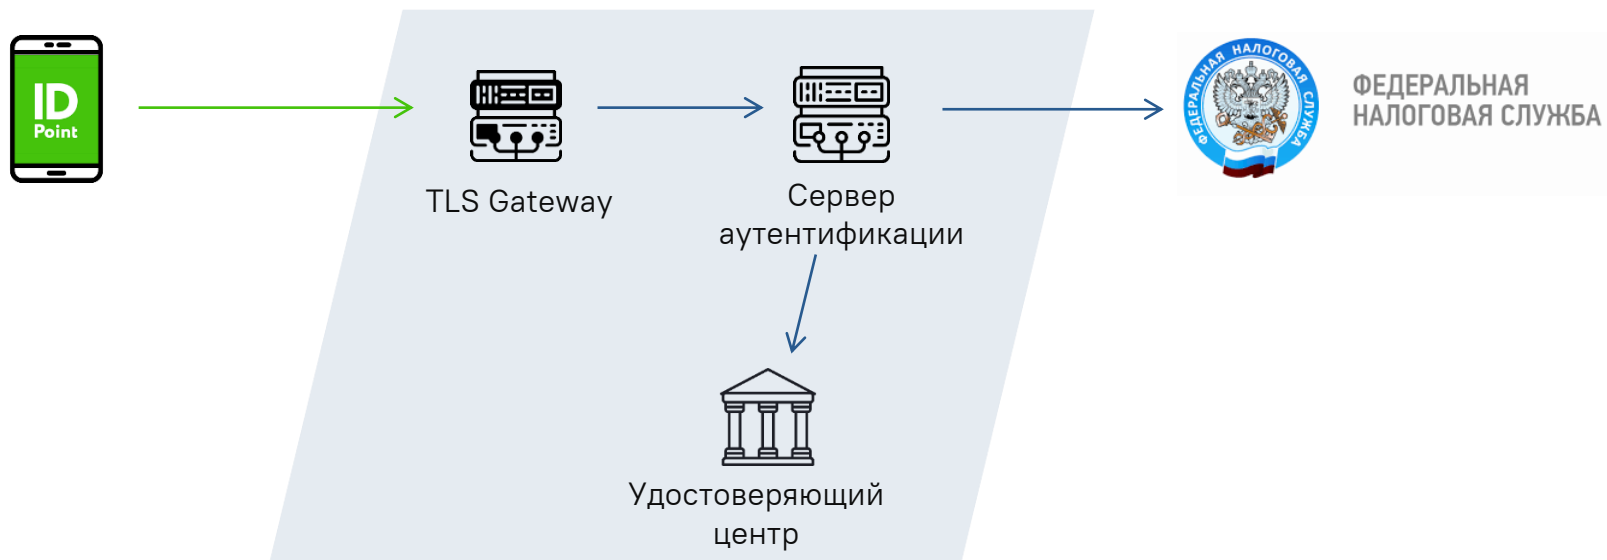 ID
Point
TLS Gateway
Сервер
аутентификации
Удостоверяющий
центр
ФЕДЕРАЛЬНАЯ НАЛОГОВАЯ СЛУЖБА
ФЕДЕРАЛЬНАЯ
НАЛОГОВАЯ СЛУЖБА